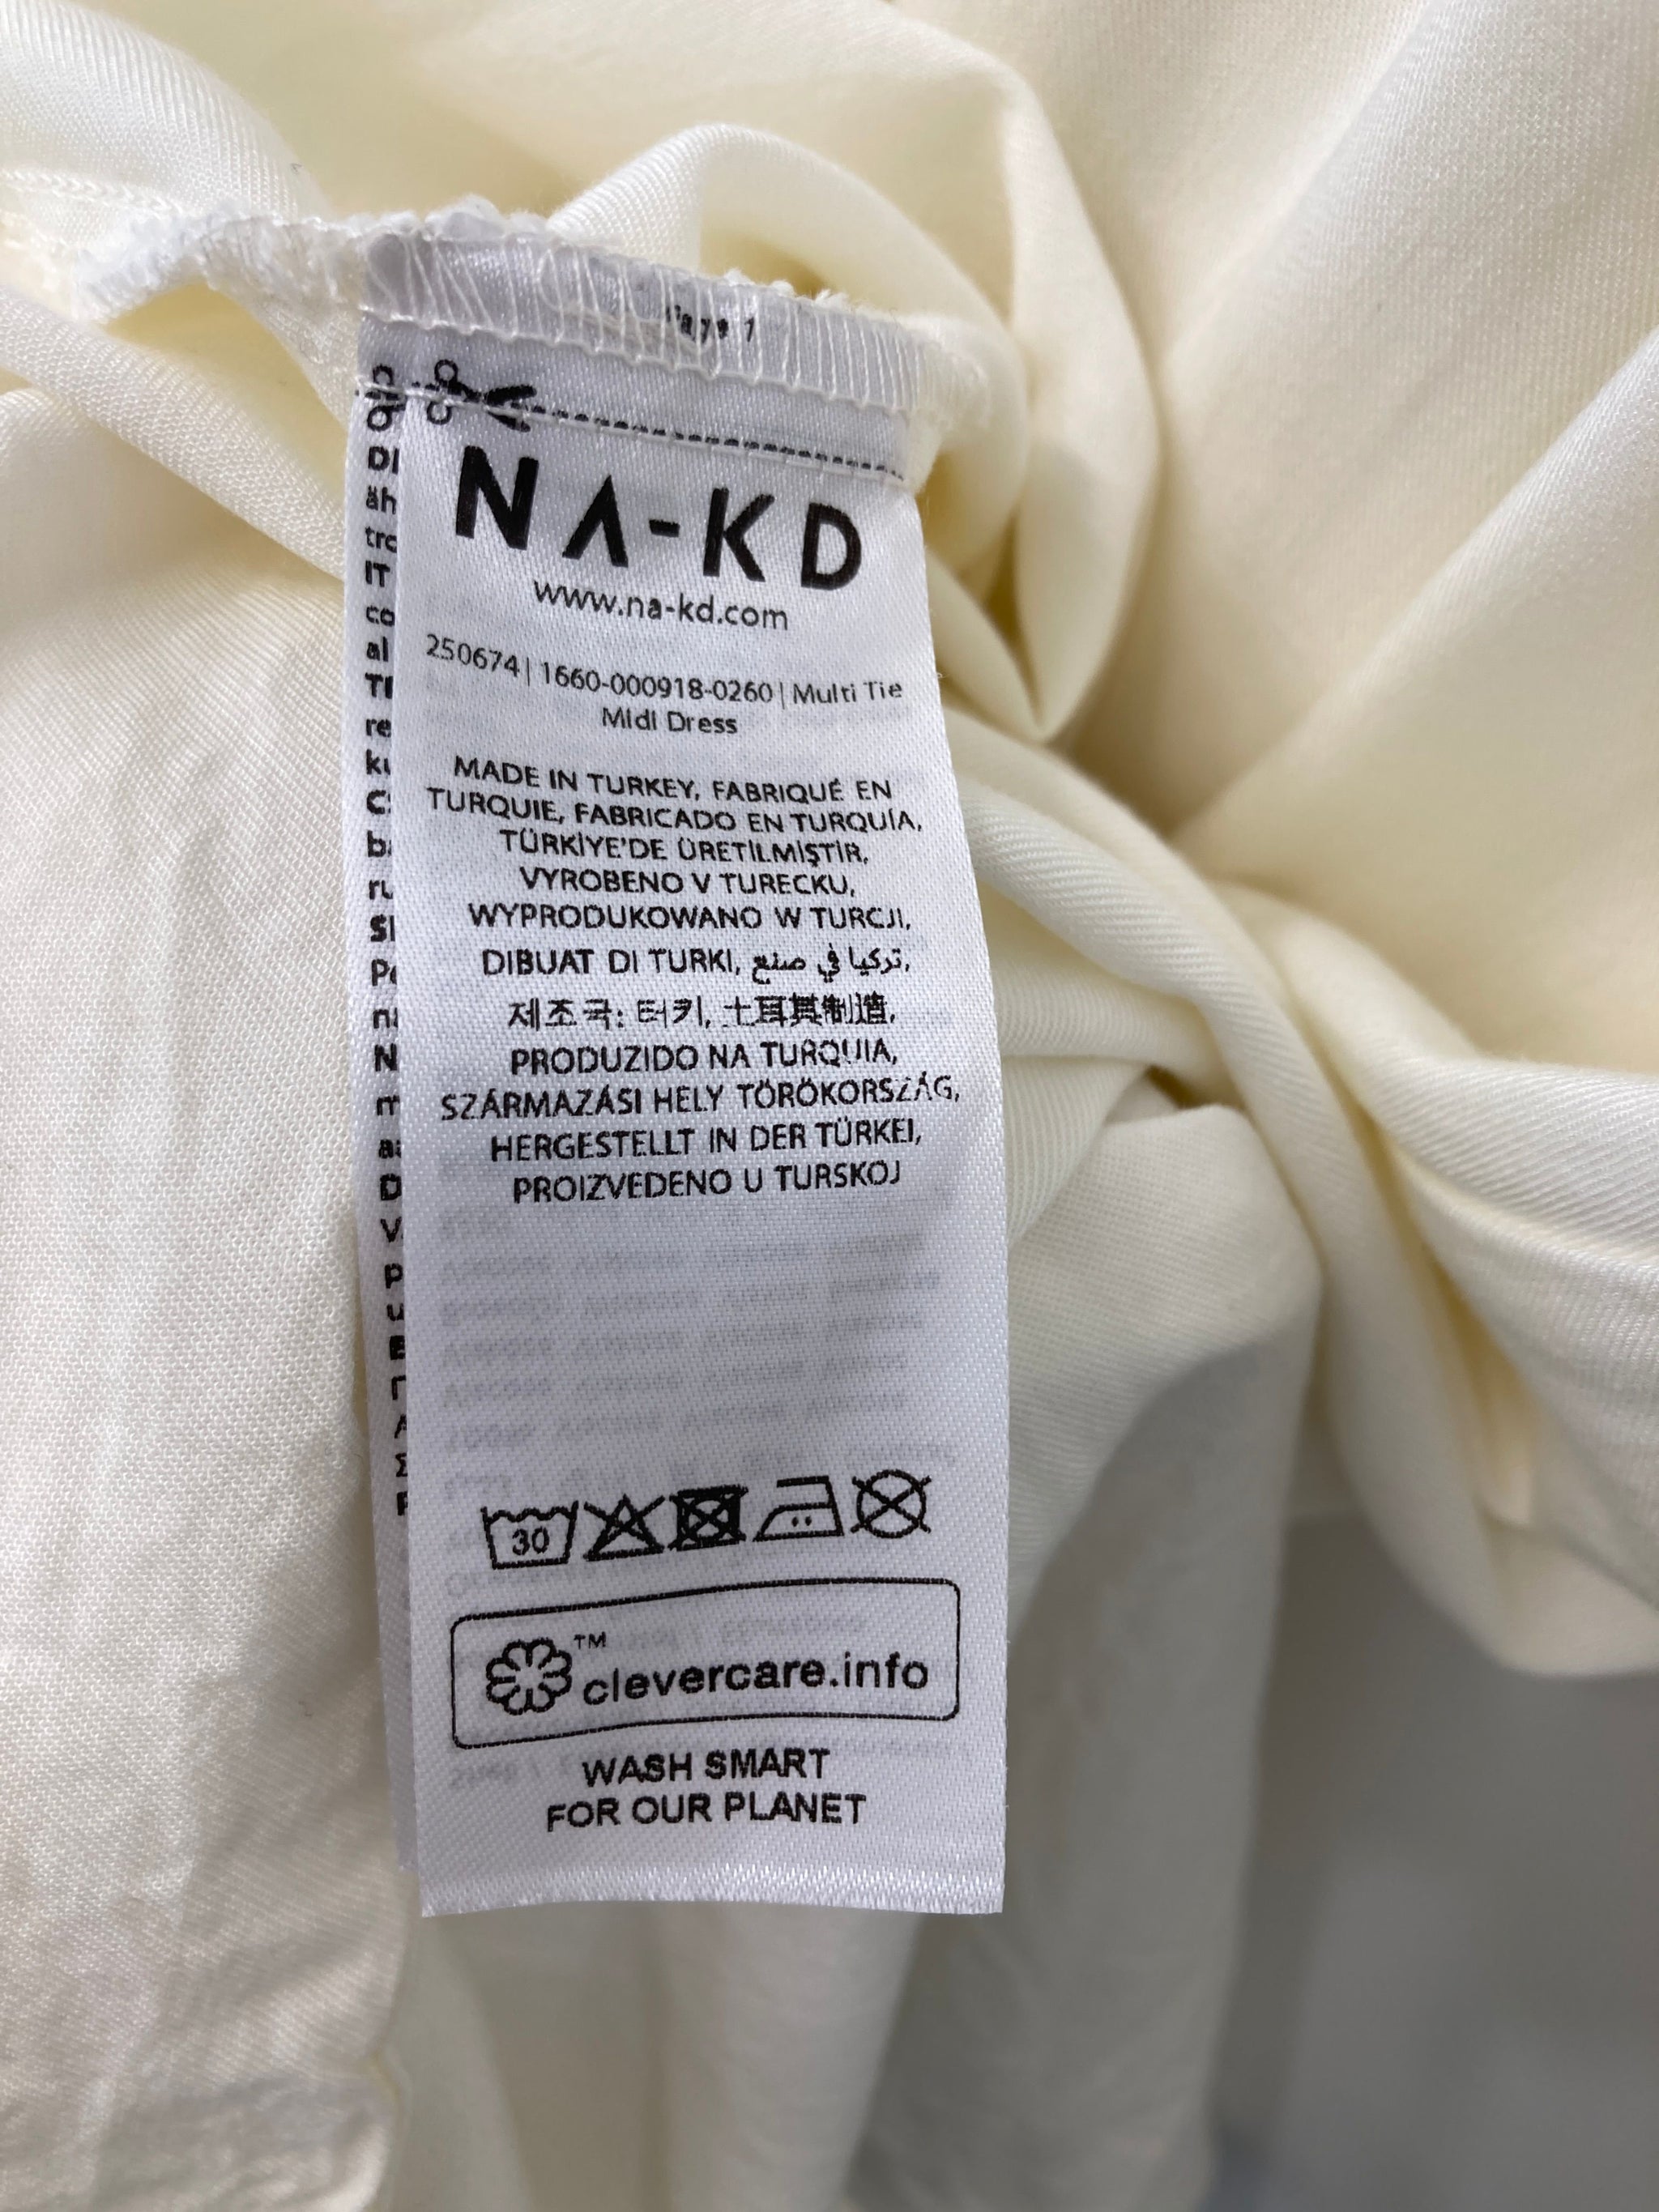 NA-KD
www.na-kd.com
250674 | 1660-000918-0260 | Multi Tie
Midi Dress
MADE IN TURKEY, FABRIQUÉ EN
TURQUIE, FABRICADO EN TURQUÍA,
TÜRKİYE'DE ÜRETİLMİŞTİR,
VYROBENO V TURECKU,
WYPRODUKOWANO W TURCJI,
DIBUAT DI TURKI, تركيا في صنع,
제조국: 터키, 土耳其制造,
PRODUZIDO NA TURQUIA,
SZÁRMAZÁSI HELY TÖRÖKORSZÁG,
HERGESTELLT IN DER TÜRKEI,
PROIZVEDENO U TURSKOJ
30
™
clevercare.info
WASH SMART
FOR OUR PLANET